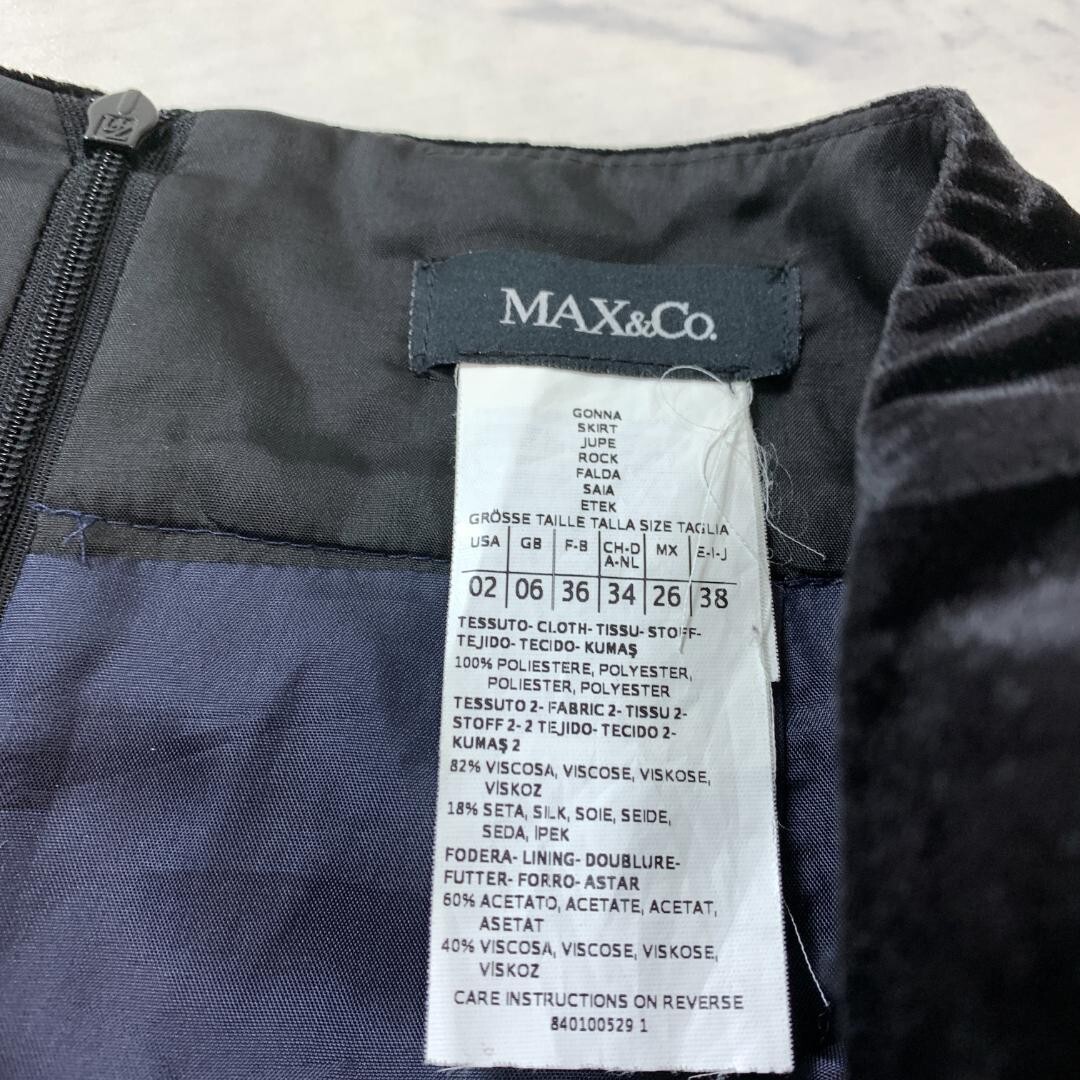 MAX&Co.
GONNA
SKIRT
JUPE
ROCK
FALDA
SAIA
ETEK
GRÖSSE TAILLE TALLA SIZE TAGLIA
USA GB F-B CH-D A-NL MX E-I-J
02 06 36 34 26 38
TESSUTO- CLOTH- TISSU- STOFF-
TEJIDO- TECIDO- KUMAŞ
100% POLIESTERE, POLYESTER,
POLIESTER, POLYESTER
TESSUTO 2- FABRIC 2- TISSU 2-
STOFF 2- 2 TEJIDO- TECIDO 2-
KUMAŞ 2
82% VISCOSA, VISCOSE, VISKOSE,
VİSKOZ
18% SETA, SILK, SOIE, SEIDE,
SEDA, İPEK
FODERA- LINING- DOUBLURE-
FUTTER- FORRO- ASTAR
60% ACETATO, ACETATE, ACETAT,
ASETAT
40% VISCOSA, VISCOSE, VISKOSE,
VİSKOZ
CARE INSTRUCTIONS ON REVERSE
840100529 1